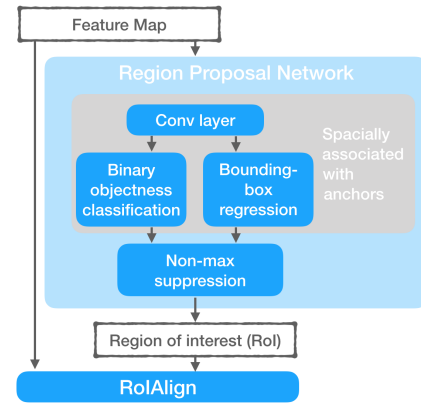 Feature Map
Region Proposal Network
Conv layer
Spacially
associated
with
anchors
Binary
objectness
classification
Bounding-
box
regression
Non-max
suppression
Region of interest (RoI)
RoIAlign